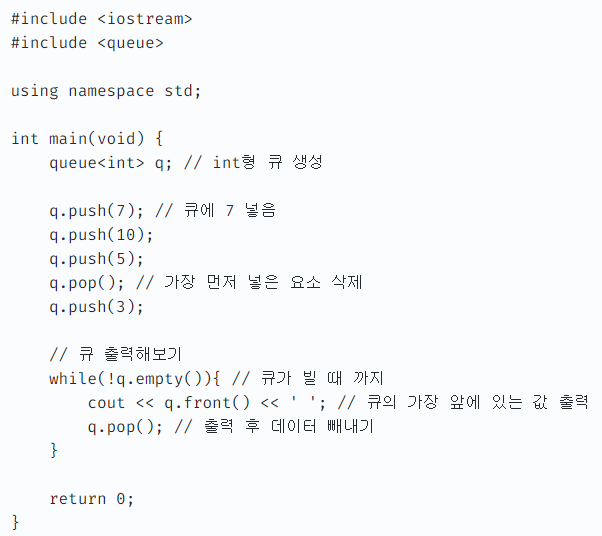 #include <iostream>
#include <queue>

using namespace std;

int main(void) {
    queue<int> q; // int형 큐 생성

    q.push(7); // 큐에 7 넣음
    q.push(10);
    q.push(5);
    q.pop(); // 가장 먼저 넣은 요소 삭제
    q.push(3);

    // 큐 출력해보기
    while(!q.empty()){ // 큐가 빌 때 까지
        cout << q.front() << ' '; // 큐의 가장 앞에 있는 값 출력
        q.pop(); // 출력 후 데이터 빼내기
    }

    return 0;
}